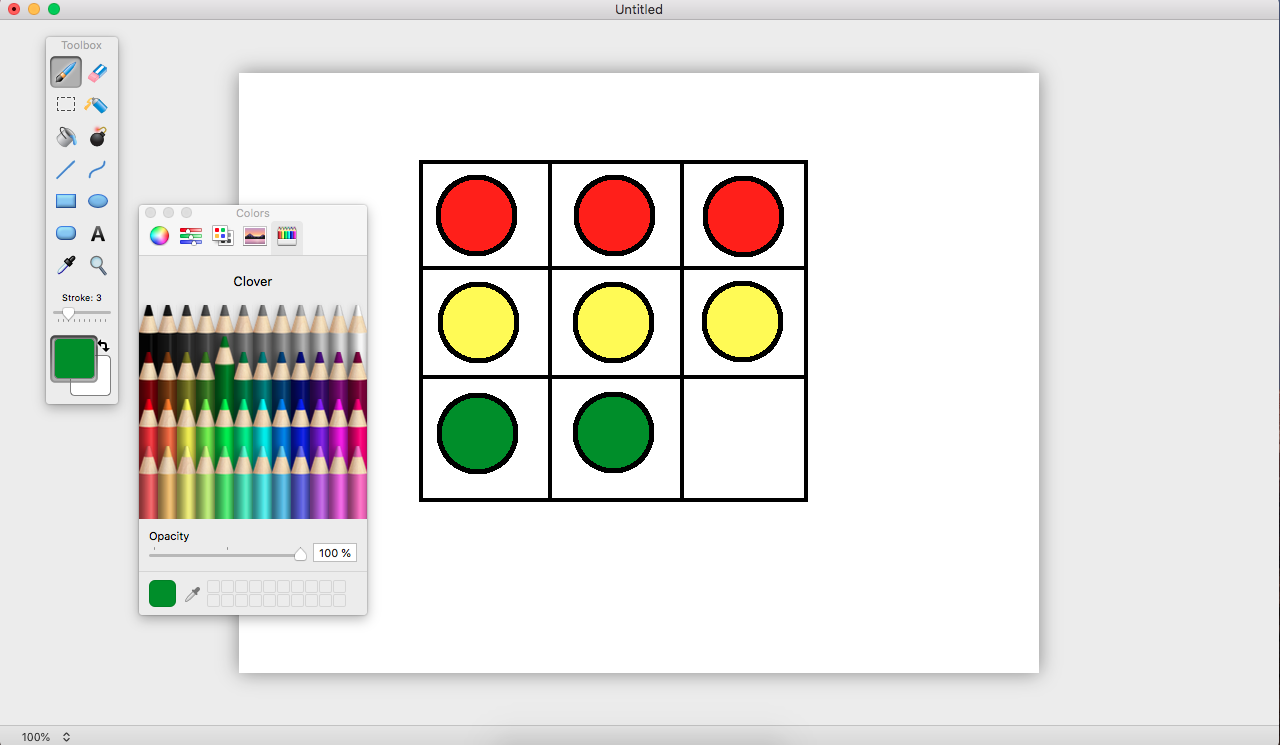 Untitled
Toolbox
A
Stroke: 3
Colors
Clover
Opacity
100 %
100%